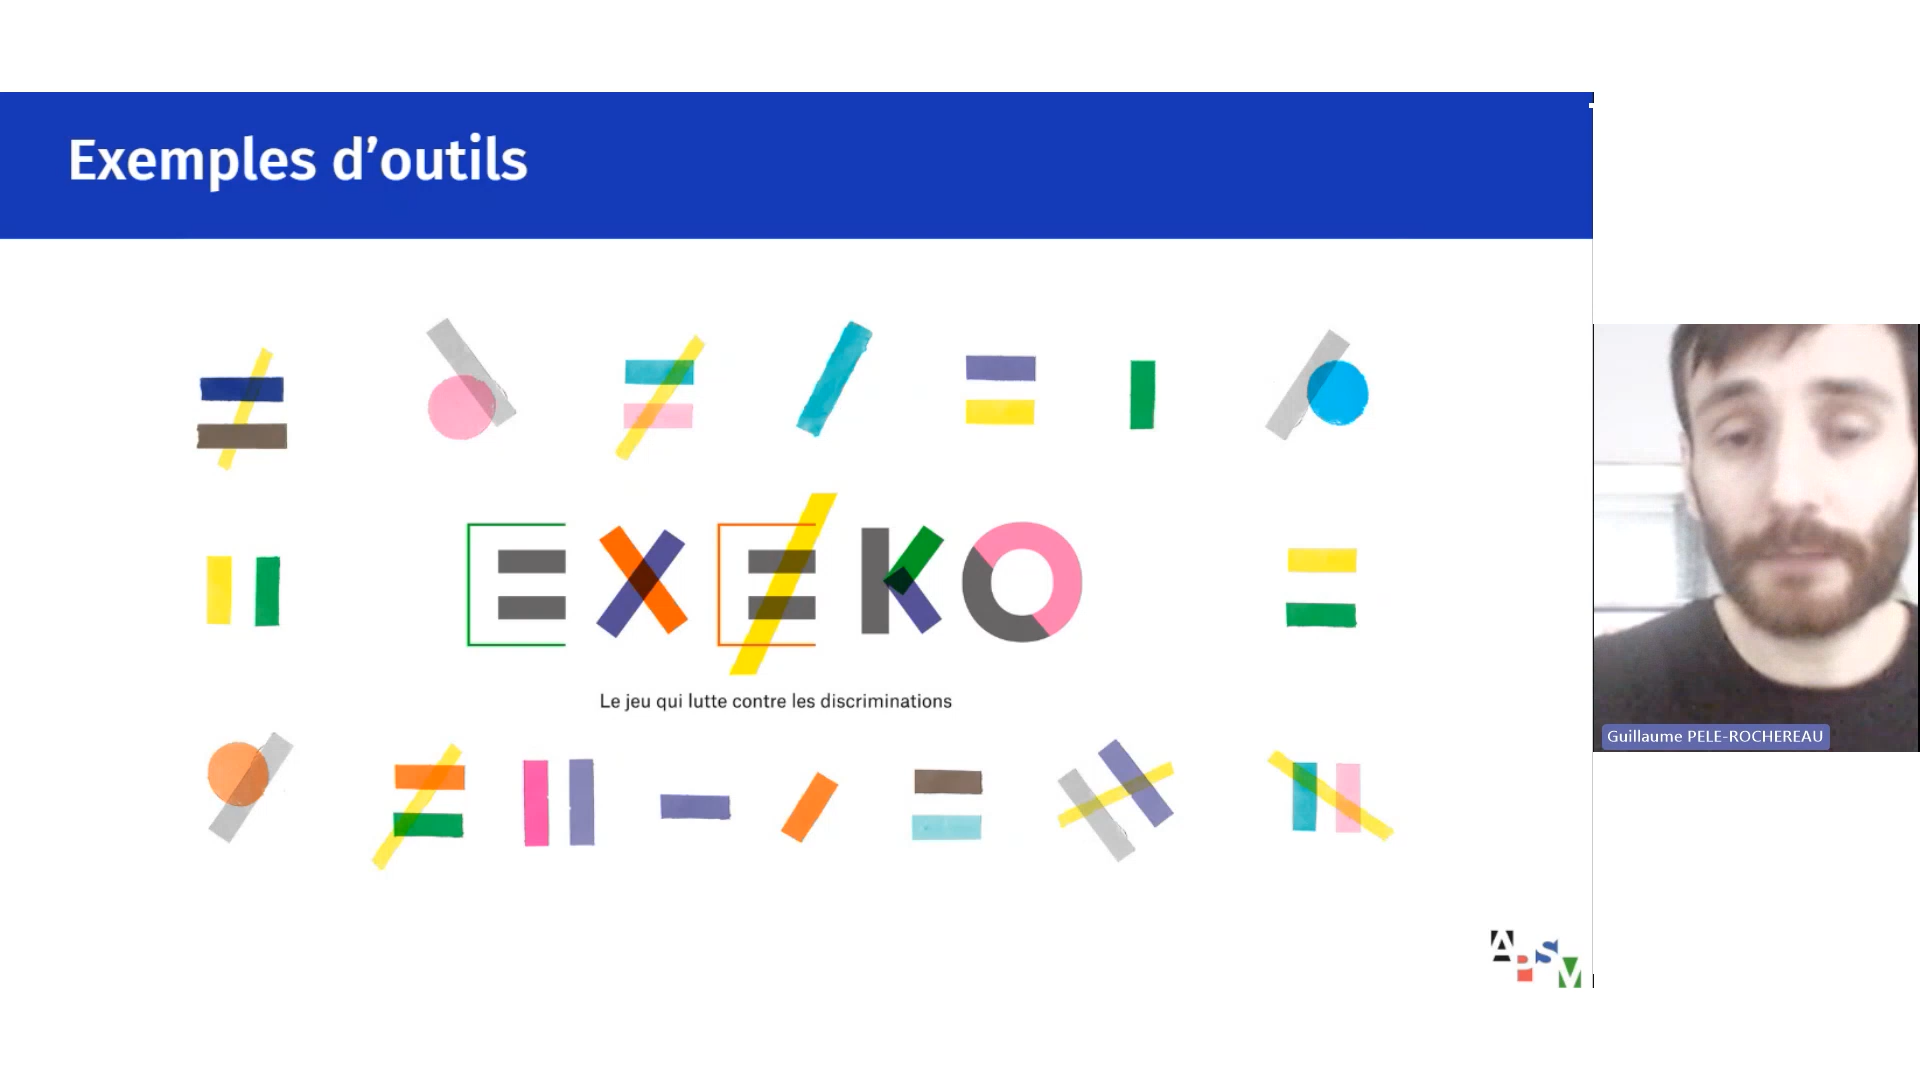 Exemples d’outils
EXEKO
Le jeu qui lutte contre les discriminations
Guillaume PELE-ROCHEREAU
APSV